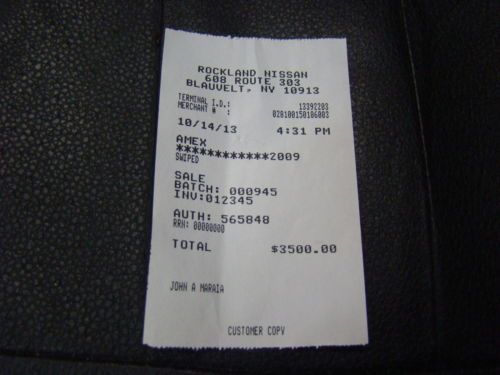 ROCKLAND NISSAN
608 ROUTE 303
BLAUVELT, NY 10913
TERMINAL I.D.: 13392203
MERCHANT #: 020100150106003
10/14/13 4:31 PM
AMEX
************2009
SWIPED
SALE
BATCH: 000945
INV:012345
AUTH: 565848
RRN: 00000000
TOTAL $3500.00
JOHN A MARAIA
CUSTOMER COPY